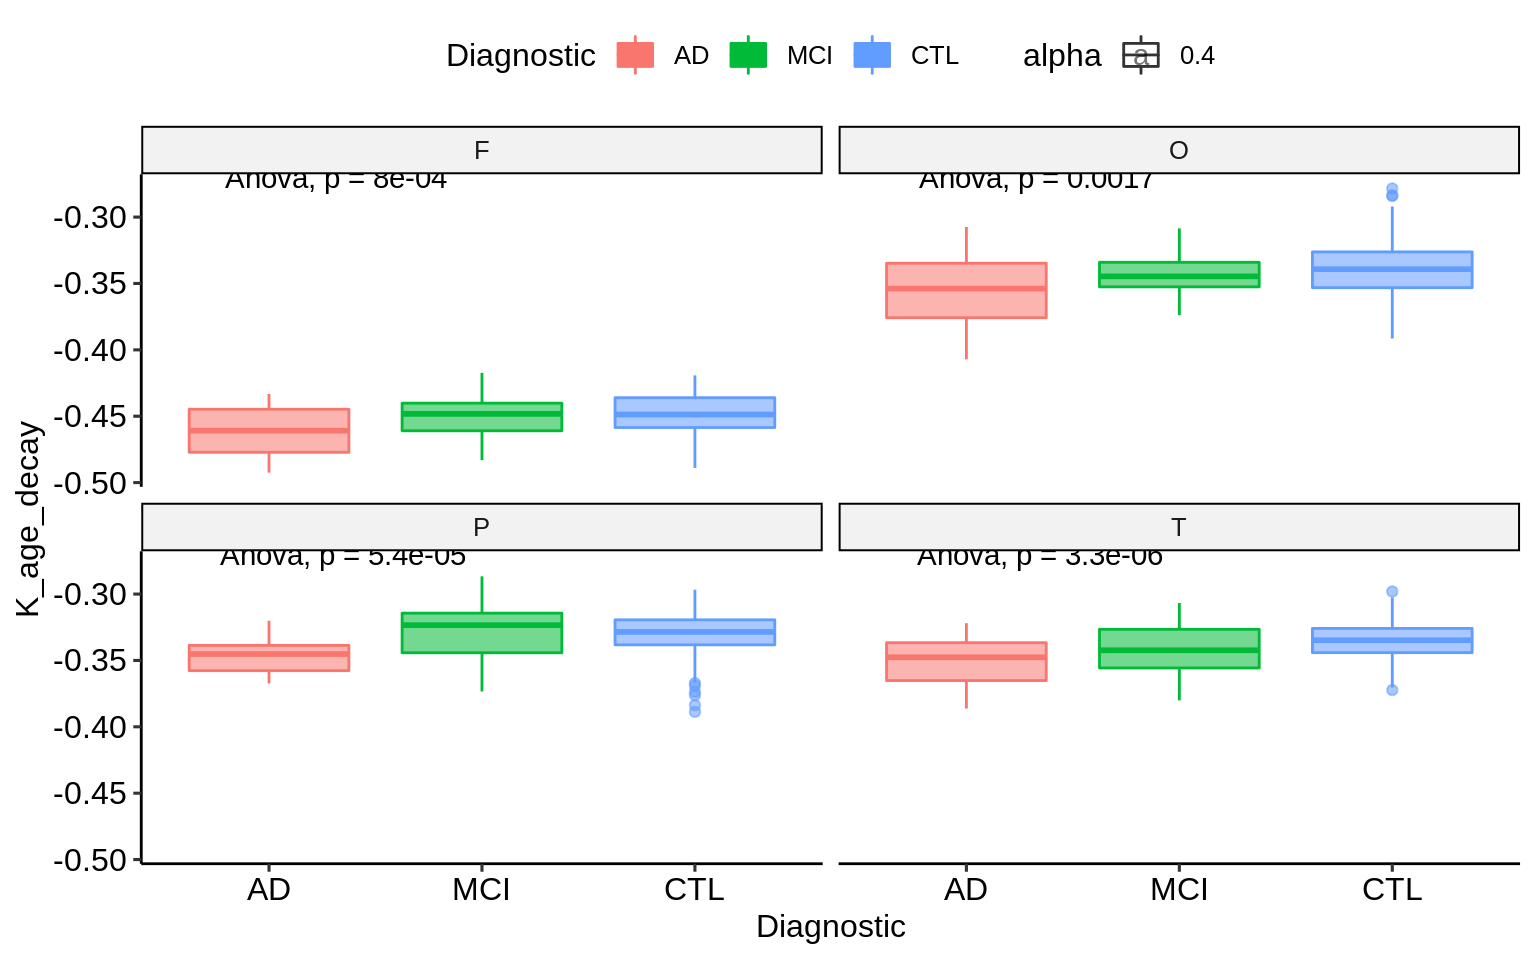 Diagnostic AD MCI CTL alpha a 0.4
F O
Anova, p = 8e-04 Anova, p = 0.0017
-0.30
-0.35
-0.40
-0.45
-0.50
K_age_decay
P T
Anova, p = 5.4e-05 Anova, p = 3.3e-06
-0.30
-0.35
-0.40
-0.45
-0.50
AD MCI CTL AD MCI CTL
Diagnostic